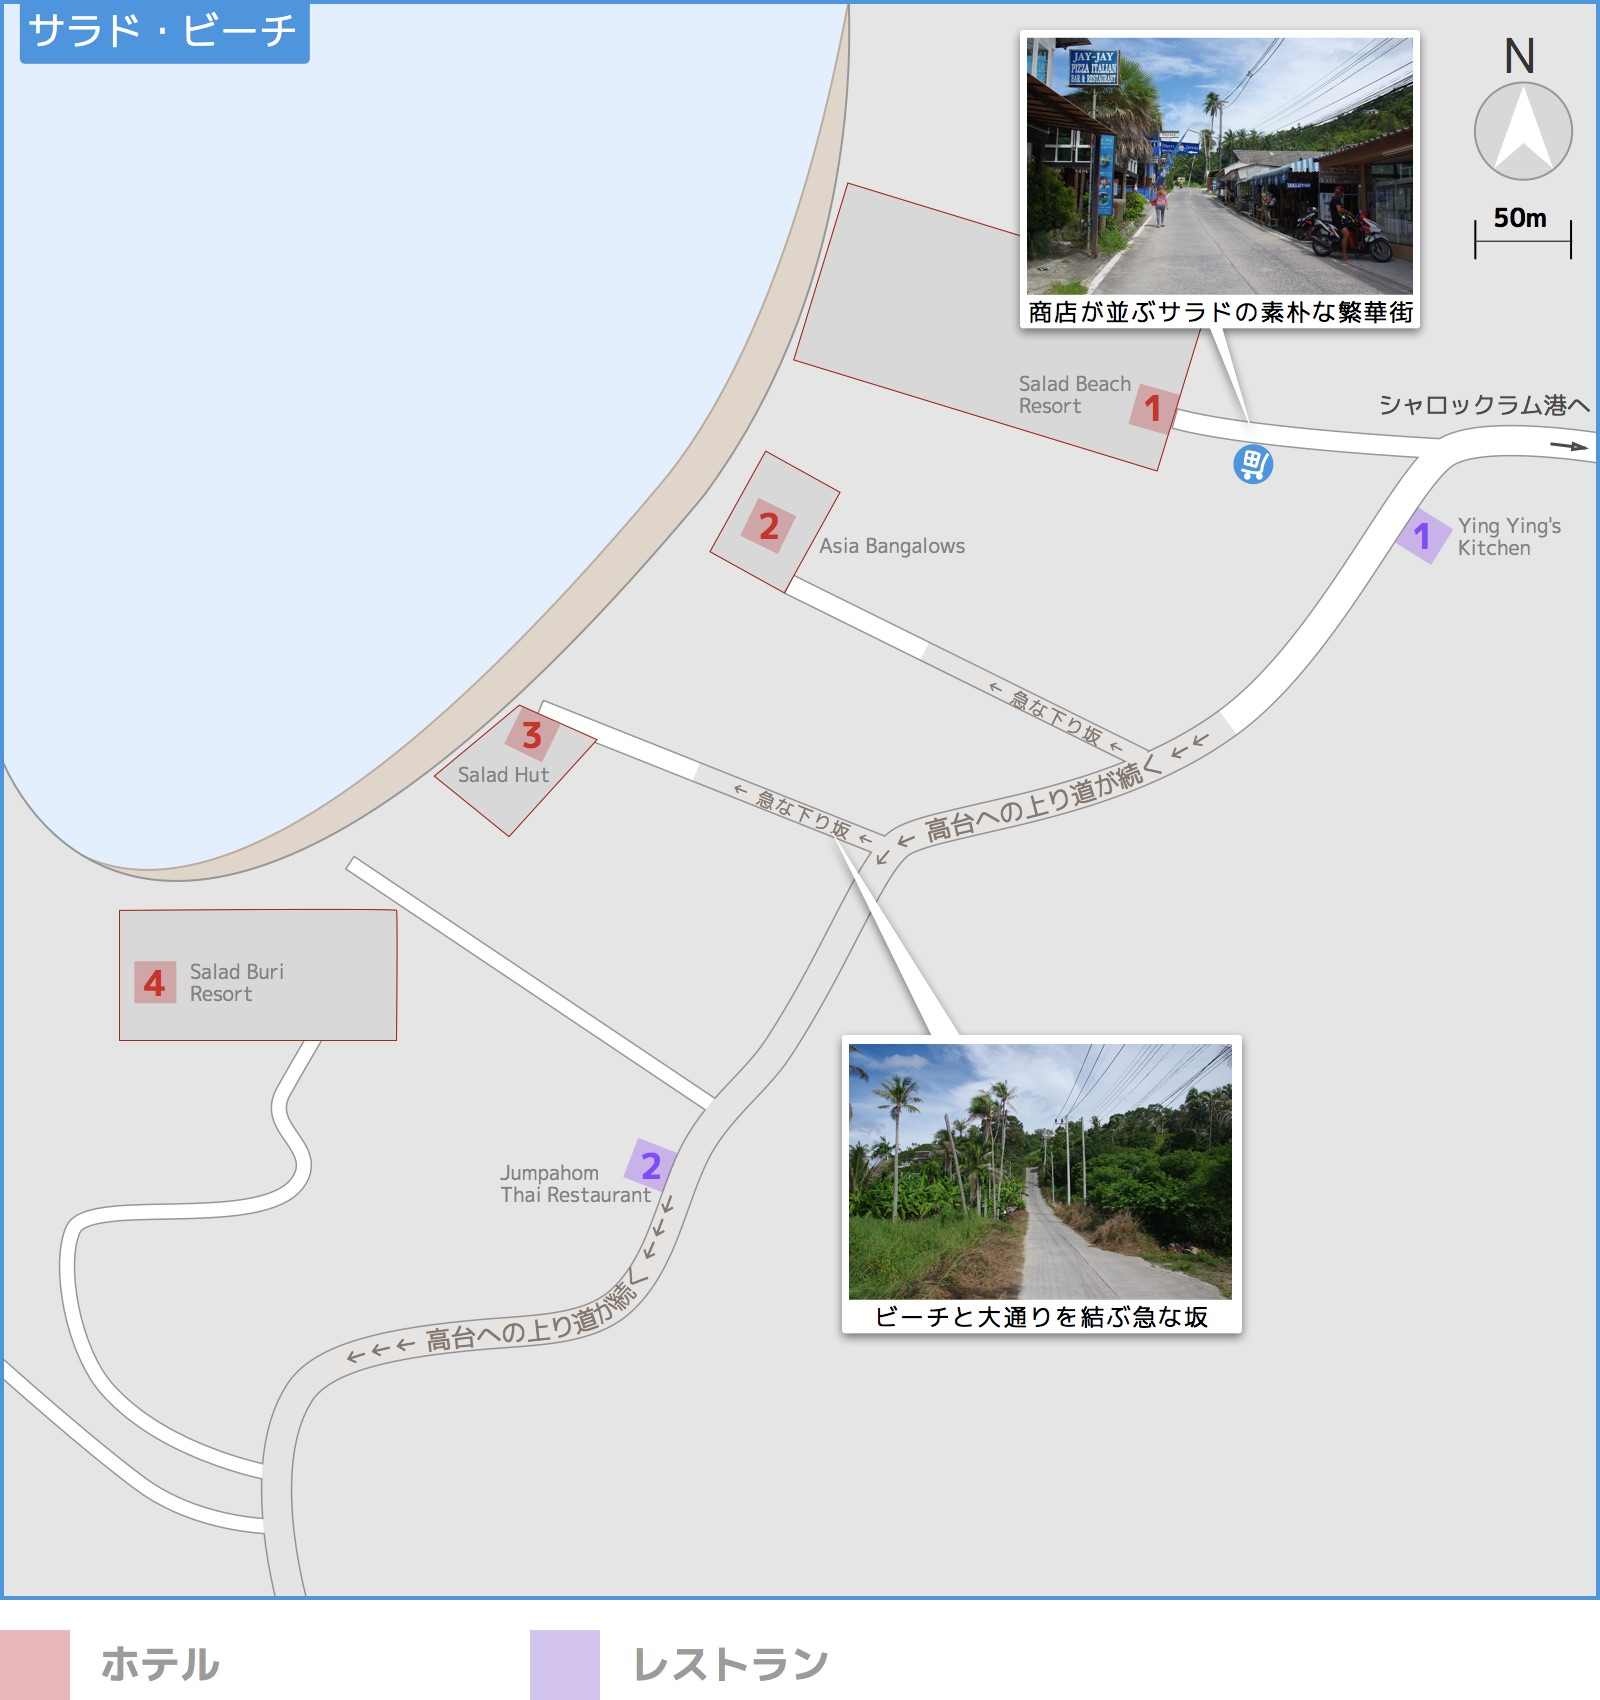 サラド・ビーチ
N
50m
JAY-JAY
PIZZA ITALIAN
BAR & RESTAURANT
商店が並ぶサラドの素朴な繁華街
シャロックラム港へ
→
Salad Beach
Resort
1
2
Asia Bangalows
1
Ying Ying's
Kitchen
← 急な下り坂 ←
3
Salad Hut
← 急な下り坂 ←
← 高台への上り道が続く ← ←
4
Salad Buri
Resort
2
Jumpahom
Thai Restaurant
← ← ← 高台への上り道が続く ← ← ←
ビーチと大通りを結ぶ急な坂
ホテル
レストラン